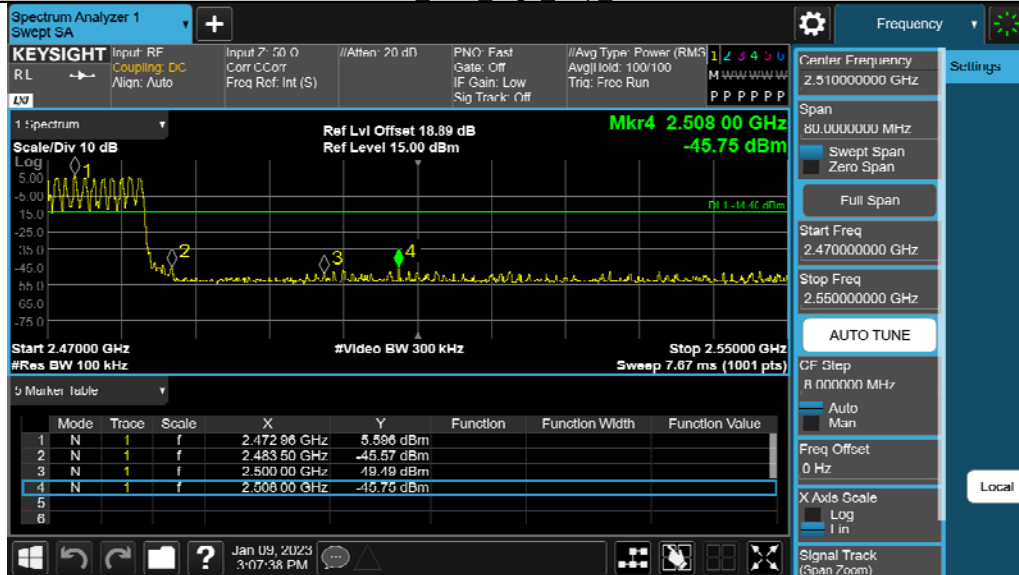 Spectrum Analyzer 1
Swept SA
+
Frequency
KEYSIGHT
RL
LXI
Input: RF
Coupling: DC
Align: Auto
Input Z: 50 Ω
Corr CCorr
Freq Ref: Int (S)
#Atten: 20 dB
PNO: Fast
Gate: Off
IF Gain: Low
Sig Track: Off
#Avg Type: Power (RMS
Avg|Hold: 100/100
Trig: Free Run
1 2 3 4 5 6
M W W W W W
P P P P P P
Center Frequency
2.510000000 GHz
Settings
Span
80.0000000 MHz
Swept Span
Zero Span
Full Span
Start Freq
2.470000000 GHz
Stop Freq
2.550000000 GHz
AUTO TUNE
CF Step
8.000000 MHz
Auto
Man
Freq Offset
0 Hz
X Axis Scale
Log
Lin
Signal Track
(Span Zoom)
Local
1 Spectrum
Scale/Div 10 dB
Ref Lvl Offset 18.89 dB
Ref Level 15.00 dBm
Mkr4 2.508 00 GHz
-45.75 dBm
Log
5.00
-5.00
-15.0
-25.0
-35.0
-45.0
-55.0
-65.0
-75.0
1
2
3
4
DL1 -14.40 dBm
Start 2.47000 GHz
#Video BW 300 kHz
Stop 2.55000 GHz
#Res BW 100 kHz
Sweep 7.67 ms (1001 pts)
5 Marker Table
Mode Trace Scale X Y Function Function Width Function Value
1 N 1 f 2.472 96 GHz 5.596 dBm
2 N 1 f 2.483 50 GHz -45.57 dBm
3 N 1 f 2.500 00 GHz -49.49 dBm
4 N 1 f 2.508 00 GHz -45.75 dBm
5
6
?
Jan 09, 2023
3:07:38 PM